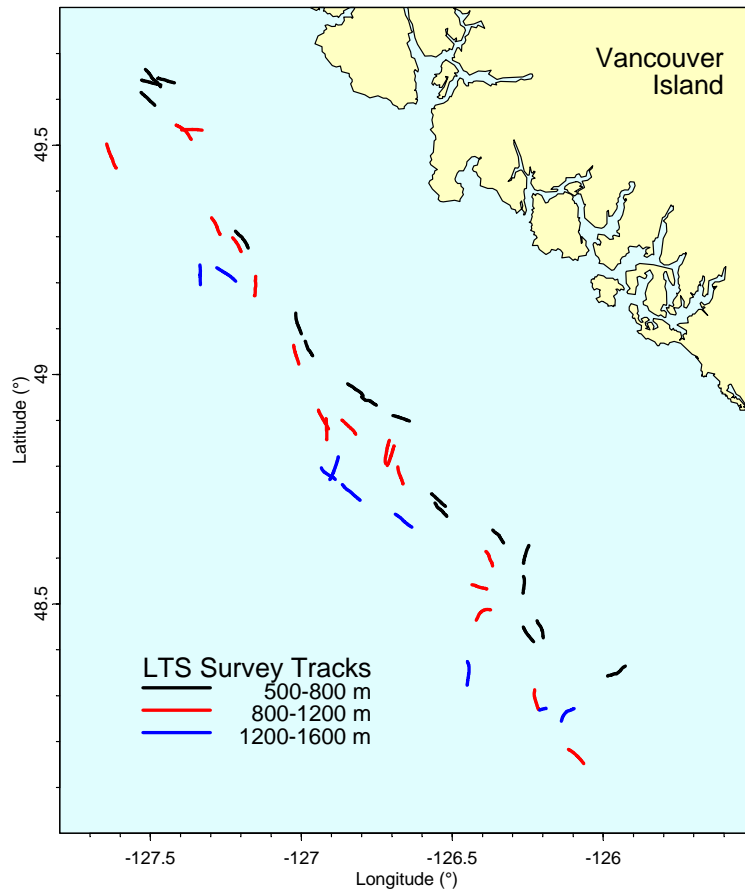 Vancouver
Island
49.5
49
48.5
Latitude (°)
LTS Survey Tracks
500-800 m
800-1200 m
1200-1600 m
-127.5
-127
-126.5
-126
Longitude (°)